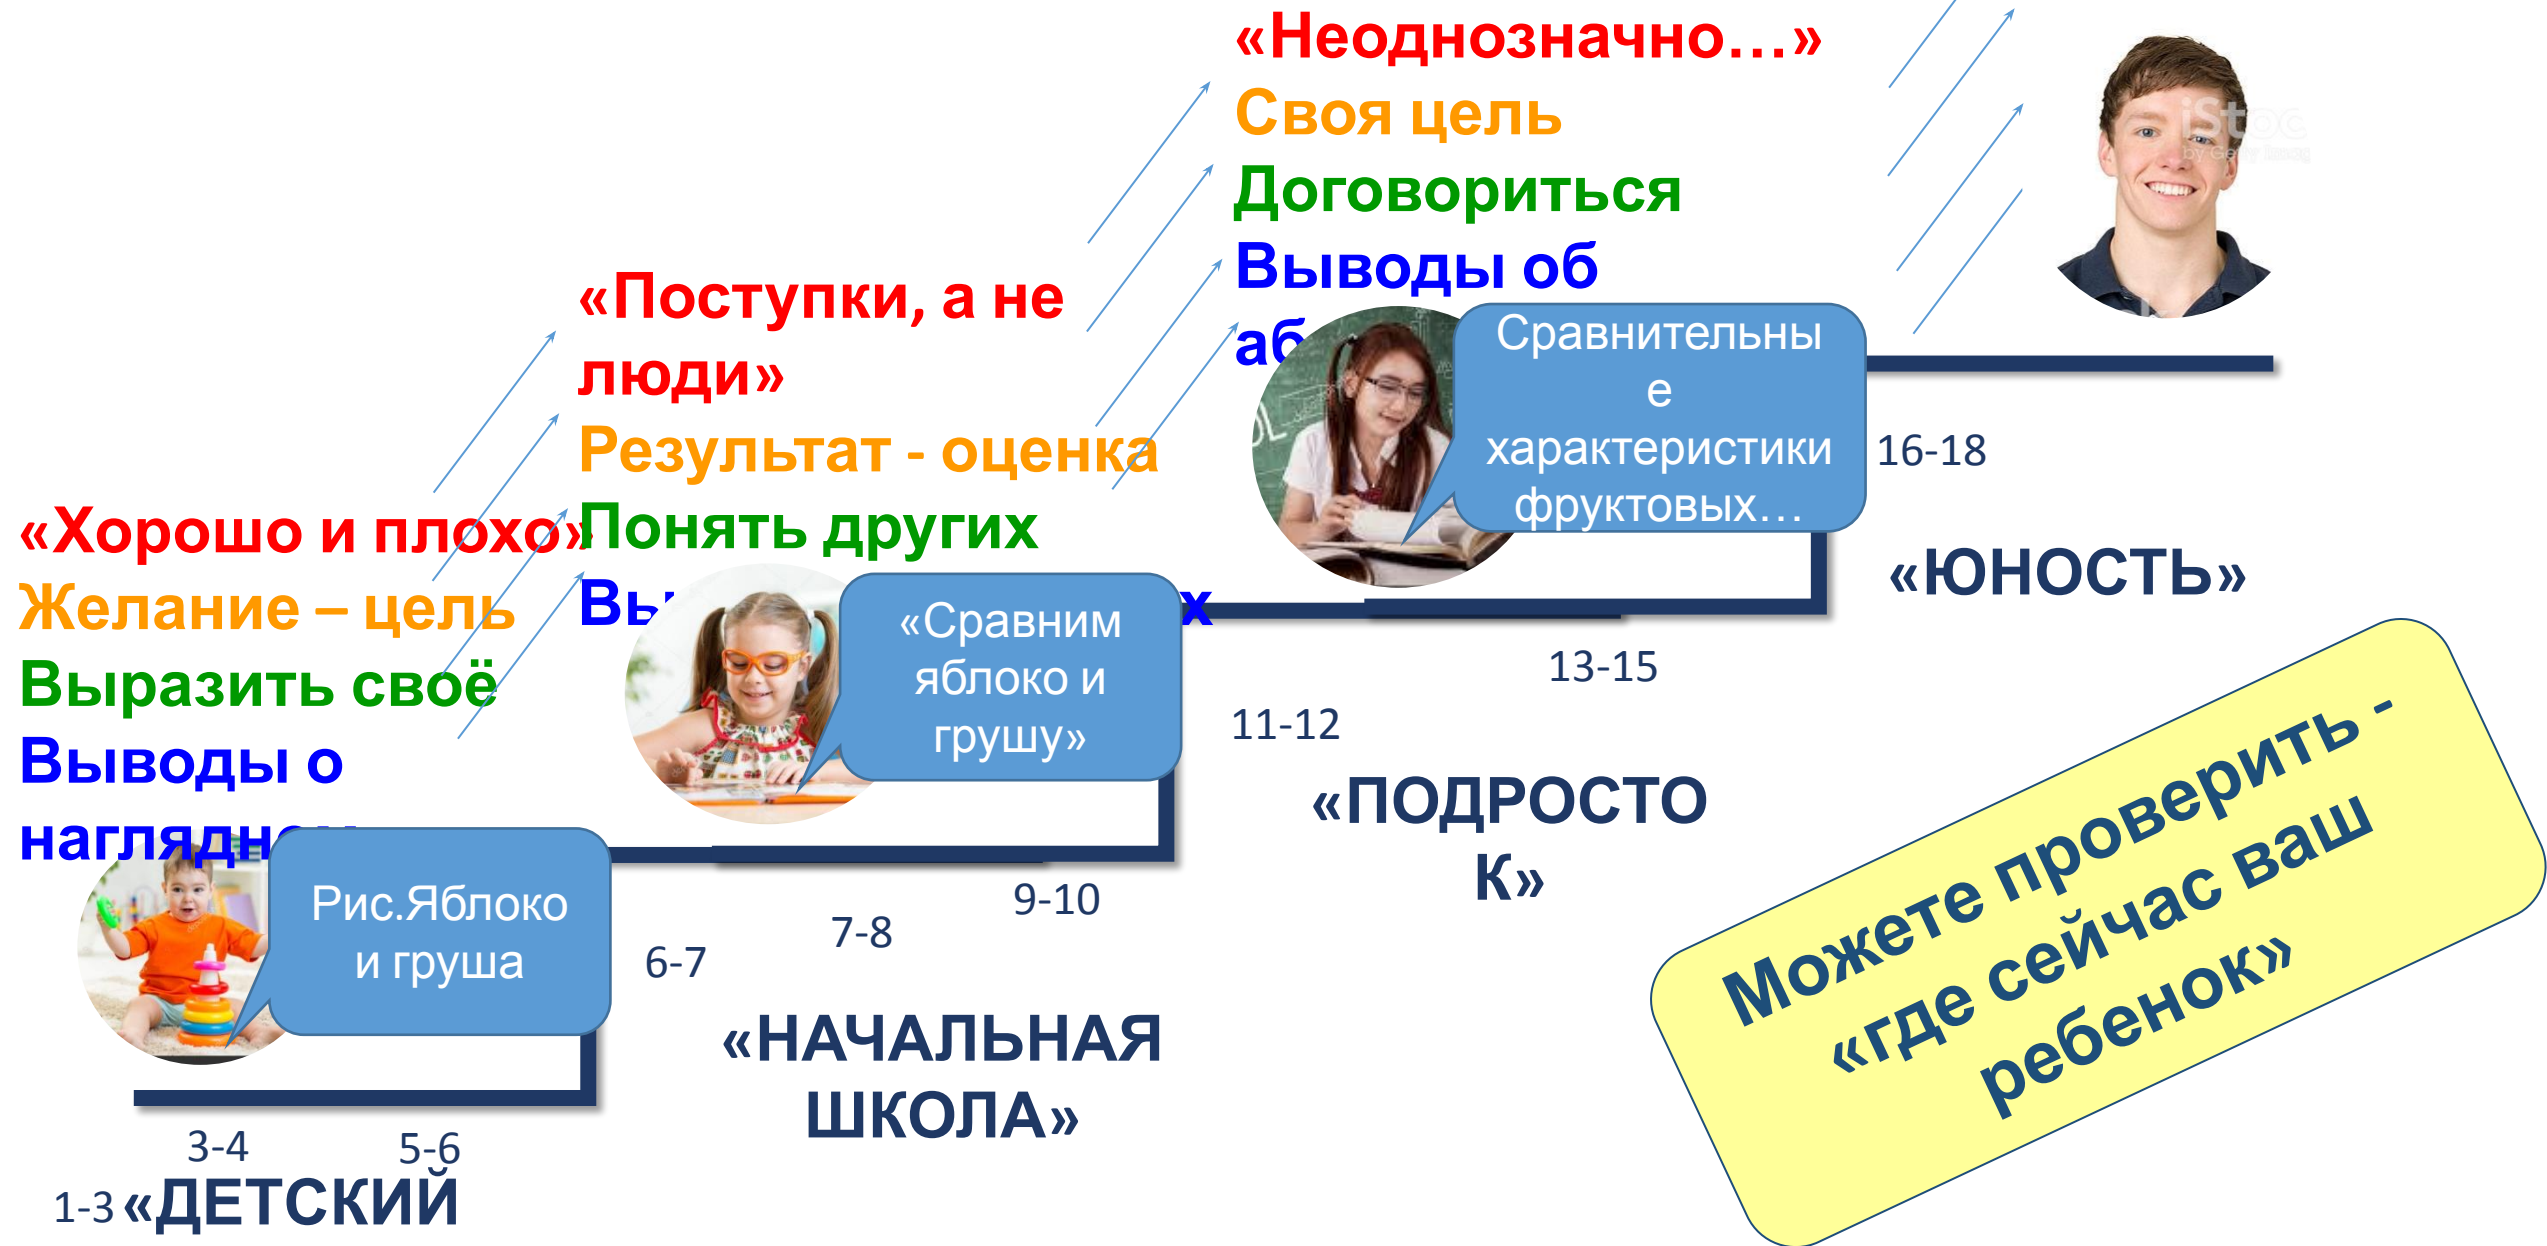 «Неоднозначно...»
Своя цель
Договориться
Выводы об
Сравнительны
е
характеристики
фруктовых...
16-18
«ЮНОСТЬ»
«Поступки, а не
люди»
Результат - оценка
Понять других
«Сравним
яблоко и
грушу»
13-15
11-12
«ПОДРОСТО
К»
«Хорошо и плохо»
Желание – цель
Выразить своё
Выводы о
Рис.Яблоко
и груша
9-10
7-8
6-7
«НАЧАЛЬНАЯ
ШКОЛА»
3-4
5-6
1-3 «ДЕТСКИЙ
Можете проверить -
«где сейчас ваш
ребенок»